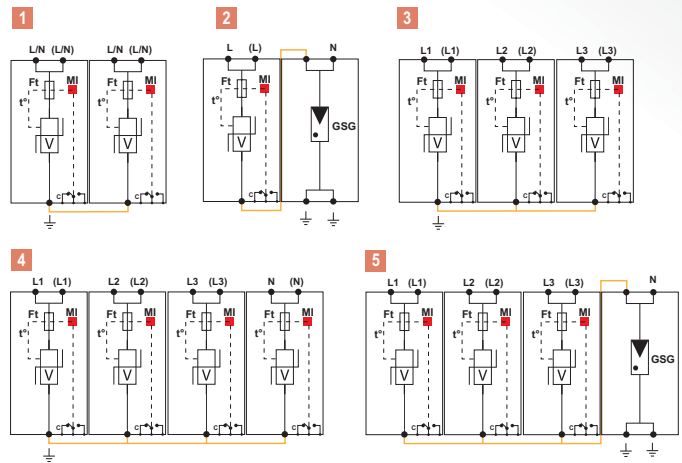 1
2
3
L/N (L/N) L/N (L/N)
L (L) N
L1 (L1) L2 (L2) L3 (L3)
Ft MI Ft MI
Ft MI
Ft MI Ft MI Ft MI
t° t°
t°
t° t° t°
V V
V GSG
V V V
C C
C
C C C
4
5
L1 (L1) L2 (L2) L3 (L3) N (N)
L1 (L1) L2 (L2) L3 (L3) N
Ft MI Ft MI Ft MI Ft MI
Ft MI Ft MI Ft MI
t° t° t° t°
t° t° t°
V V V V
V V V GSG
C C C C
C C C